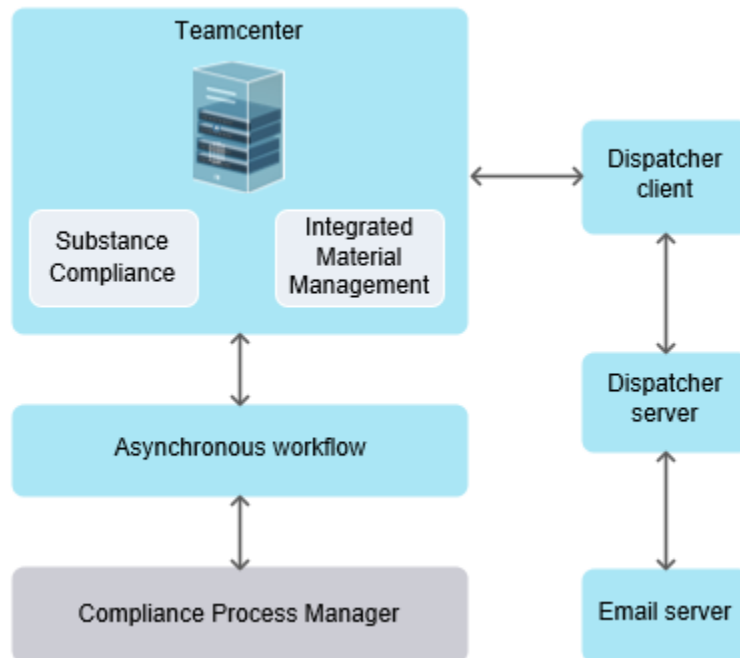 Teamcenter
Substance
Compliance
Integrated
Material
Management
Dispatcher
client
Dispatcher
server
Asynchronous workflow
Compliance Process Manager
Email server